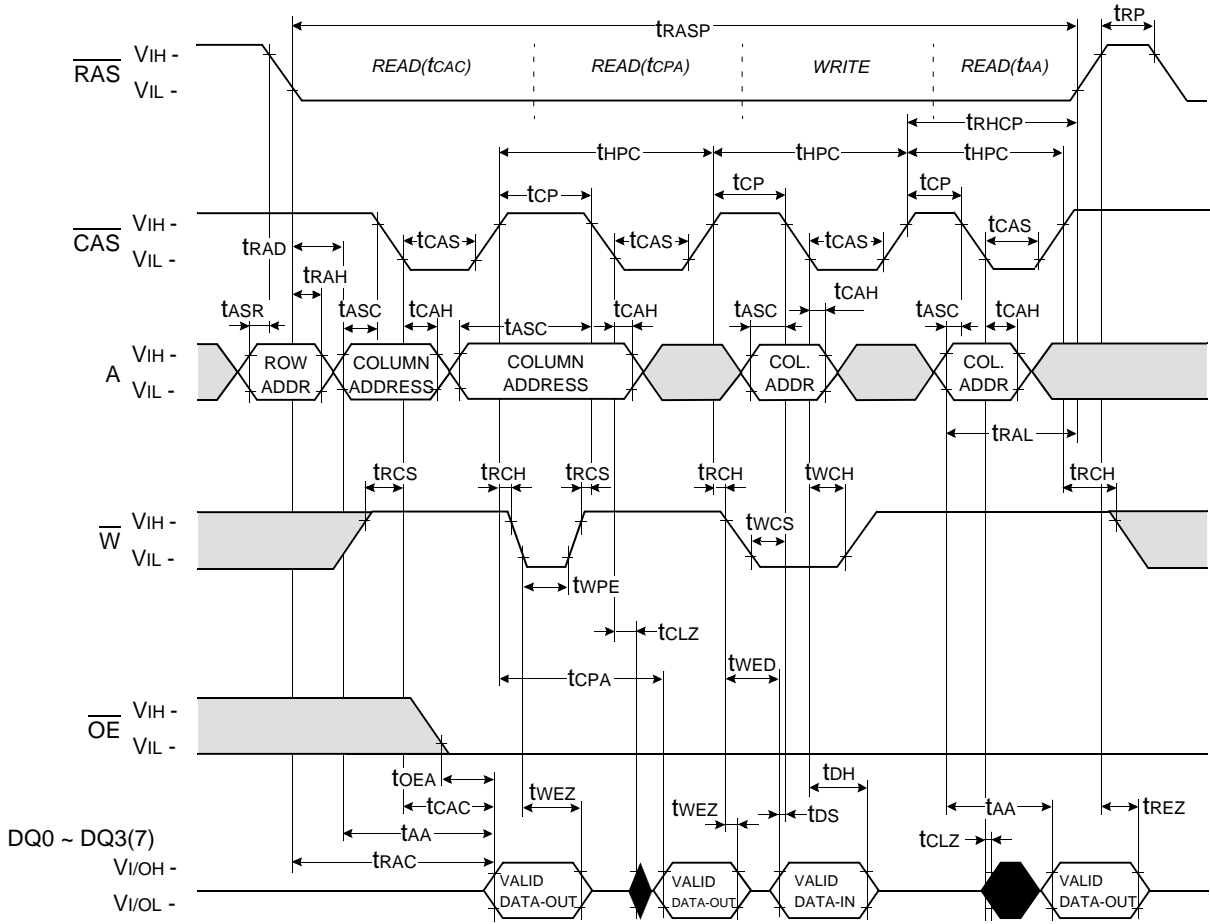 tRASP tRP
RAS VIH -
VIL -
READ(tCAC) READ(tCPA) WRITE READ(tAA)
tRHCP
tHPC tHPC tHPC
tCP tCP tCP
CAS VIH -
VIL -
tCAS tCAS tCAS tCAS
tRAD
tRAH
tASR tASC tCAH tASC tCAH tASC tCAH tASC tCAH
A VIH -
VIL -
ROW ADDR
COLUMN ADDRESS
COLUMN ADDRESS
COL. ADDR
COL. ADDR
tRAL
tRCS tRCH tRCS tRCH tWCH tRCH
W VIH -
VIL -
tWCS
tWPE
tCLZ
tWED
tCPA
OE VIH -
VIL -
tOEA tWEZ tWEZ tDH
tCAC tDS tAA tREZ
tAA tCLZ
tRAC
DQ0 ~ DQ3(7)
VI/OH -
VI/OL -
VALID DATA-OUT
VALID DATA-OUT
VALID DATA-IN
VALID DATA-OUT